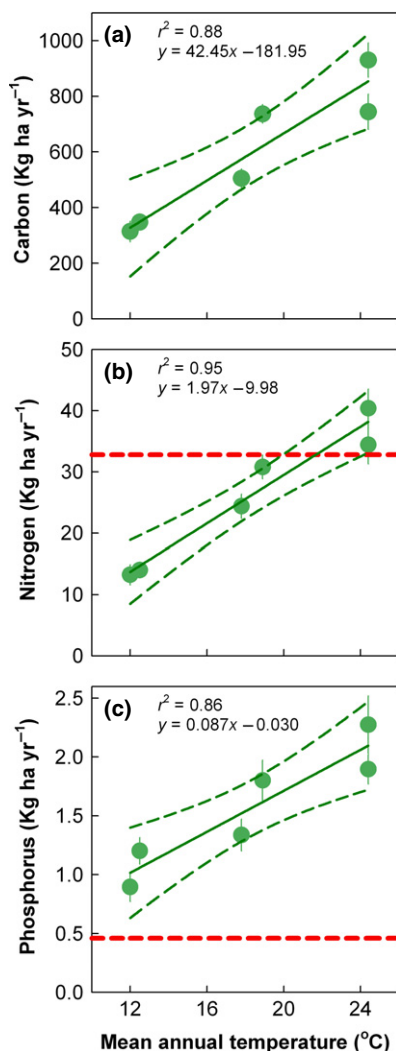 (a)
r² = 0.88
y = 42.45x −181.95
Carbon (Kg ha yr⁻¹)
1000
800
600
400
200
0
(b)
r² = 0.95
y = 1.97x −9.98
Nitrogen (Kg ha yr⁻¹)
50
40
30
20
10
0
(c)
r² = 0.86
y = 0.087x −0.030
Phosphorus (Kg ha yr⁻¹)
2.5
2.0
1.5
1.0
0.5
0.0
12 16 20 24
Mean annual temperature (°C)